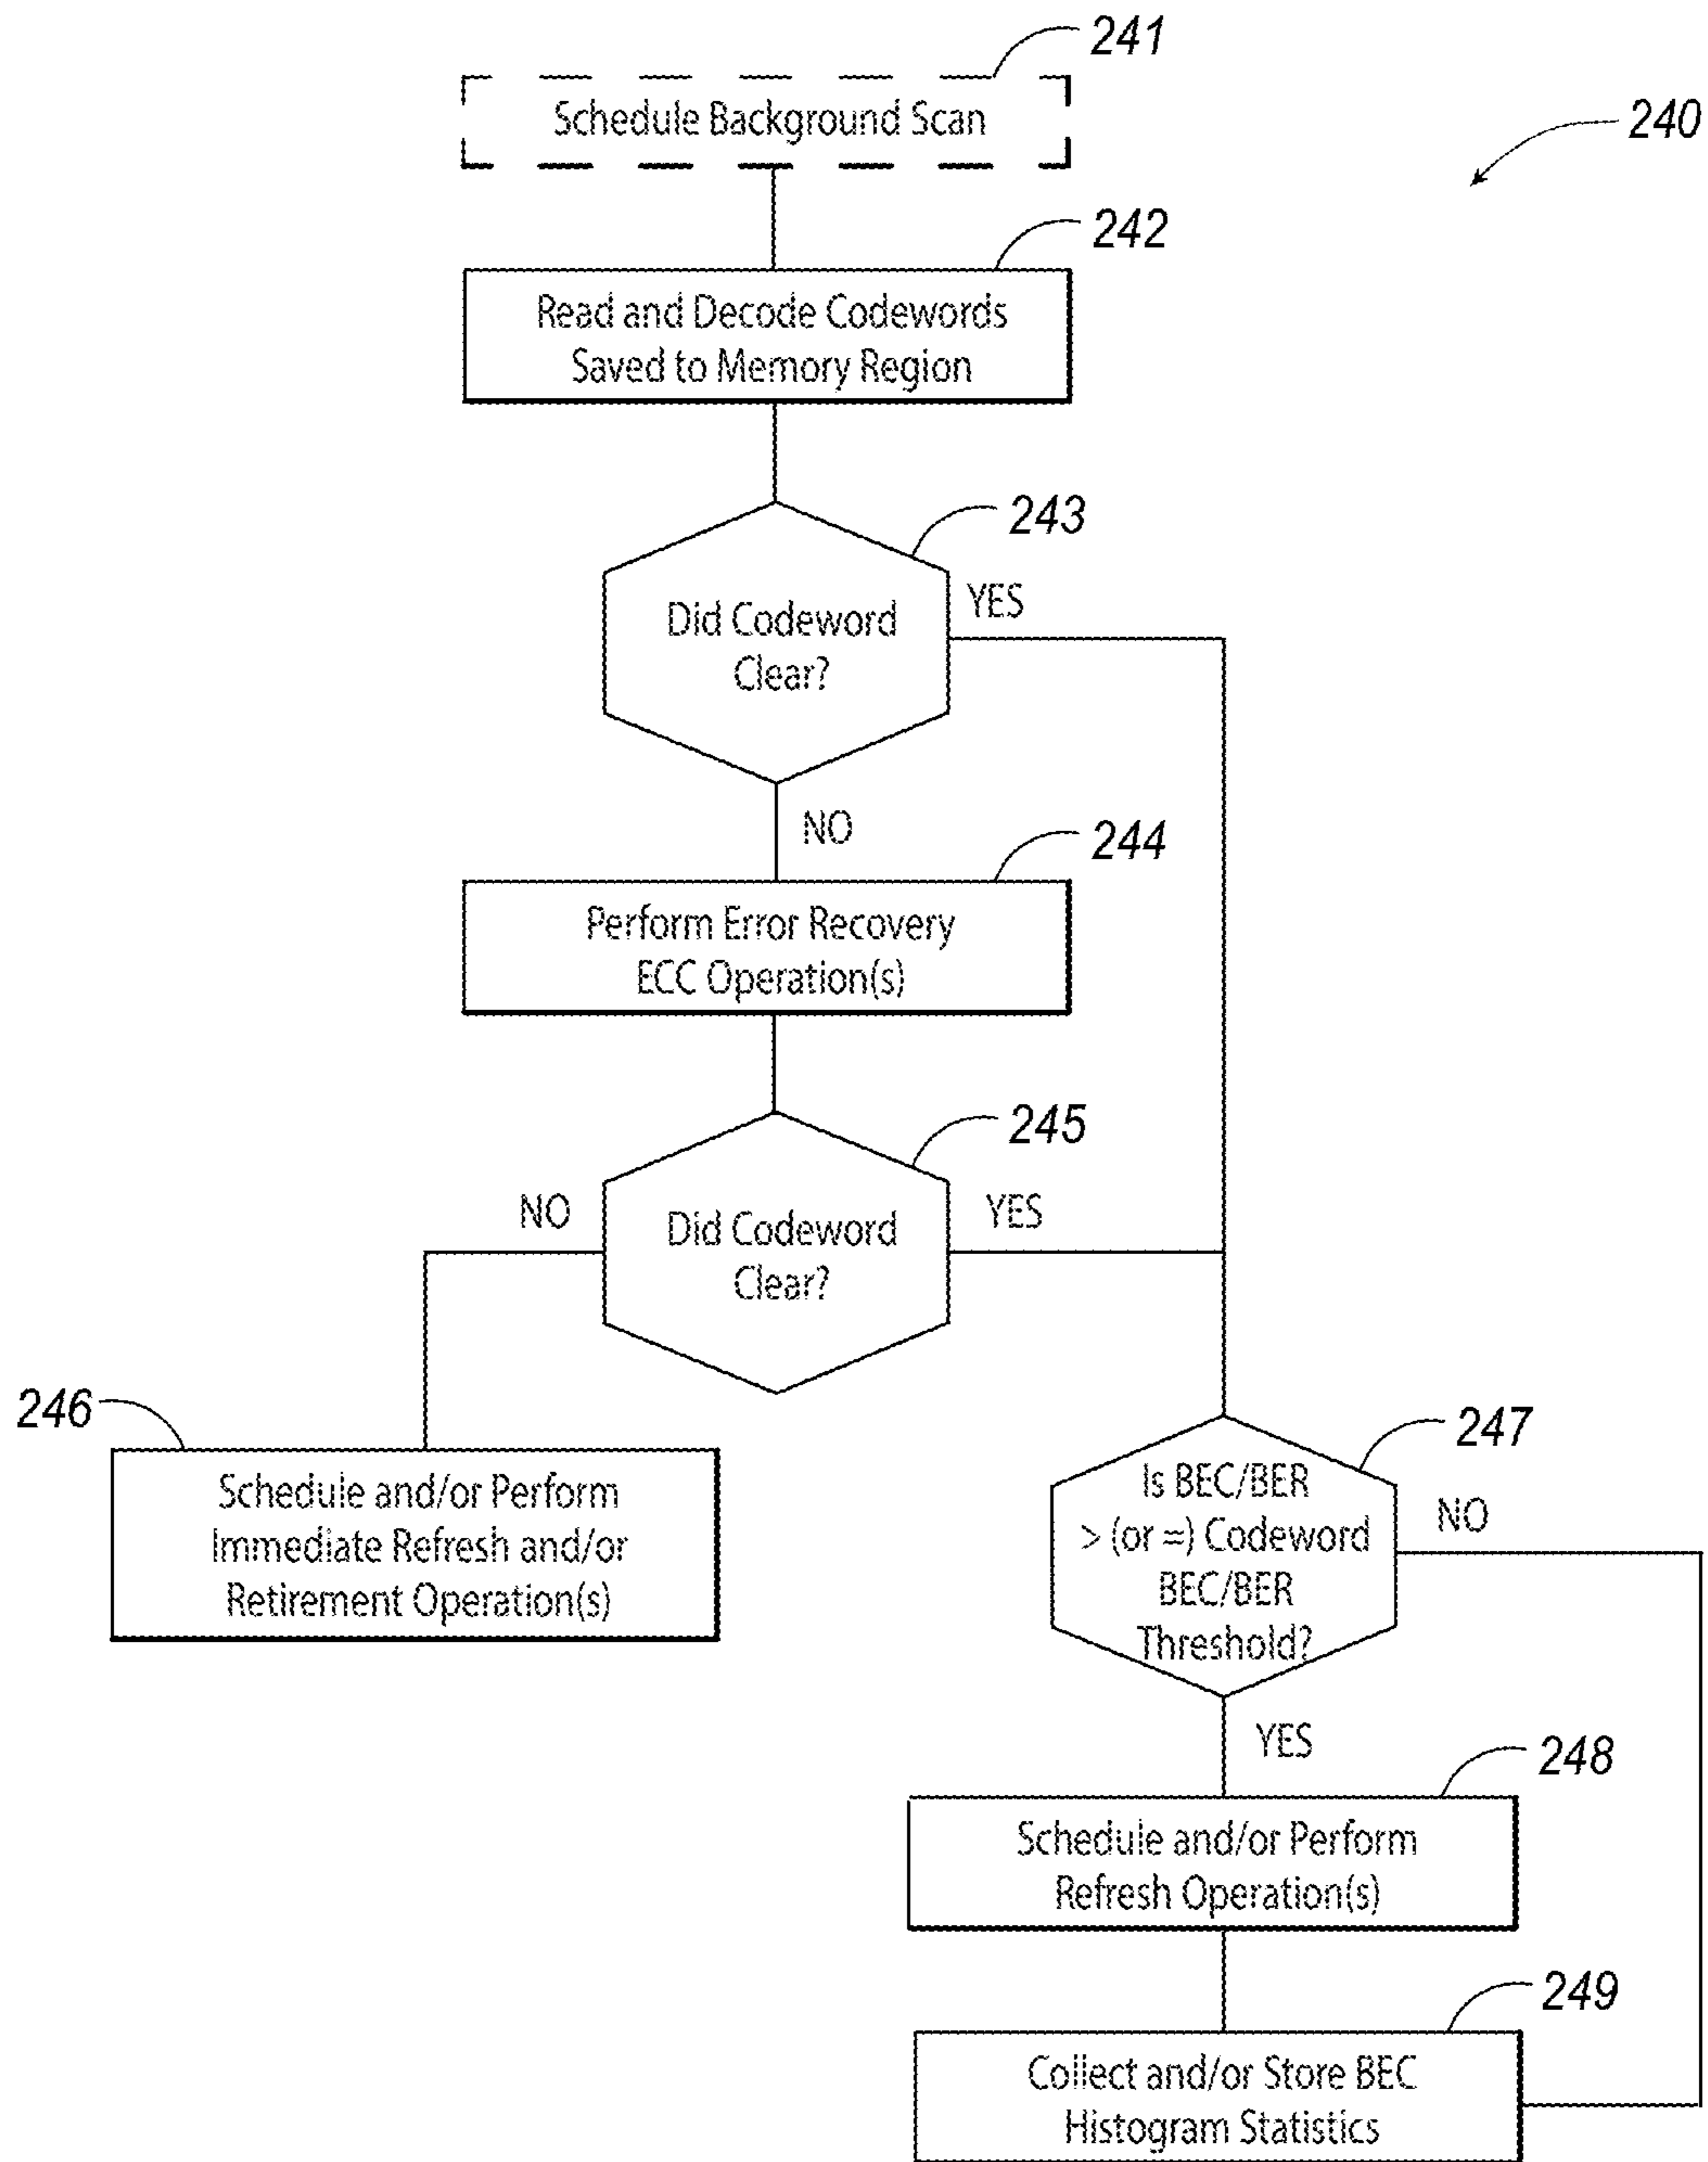 241
Schedule Background Scan
240
242
Read and Decode Codewords
Saved to Memory Region
243
Did Codeword
Clear?
YES
NO
244
Perform Error Recovery
ECC Operation(s)
245
Did Codeword
Clear?
NO
YES
246
Schedule and/or Perform
Immediate Refresh and/or
Retirement Operation(s)
247
Is BEC/BER
> (or =) Codeword
BEC/BER
Threshold?
NO
YES
248
Schedule and/or Perform
Refresh Operation(s)
249
Collect and/or Store BEC
Histogram Statistics